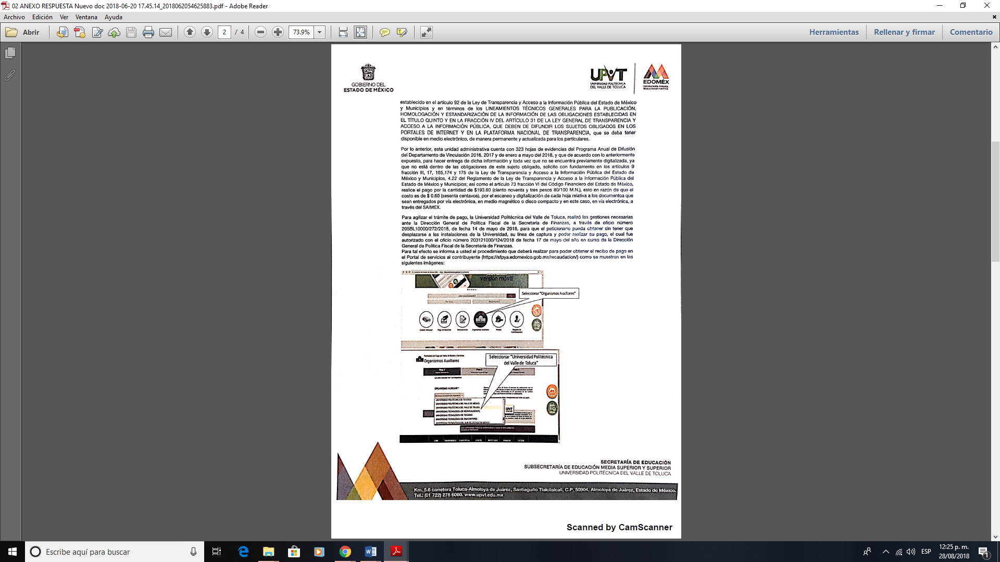 02 ANEXO RESPUESTA Nuevo doc 2018-06-20 17.45.14_2018062054625883.pdf - Adobe Reader
Archivo Edición Ver Ventana Ayuda
Abrir 2 / 4 73.9% Herramientas Rellenar y firmar Comentario
GOBIERNO DEL
ESTADO DE MÉXICO
UPVT
UNIVERSIDAD POLITÉCNICA
DEL VALLE DE TOLUCA
EDOMÉX
DECISIONES FIRMES,
RESULTADOS FUERTES.
establecido en el artículo 92 de la Ley de Transparencia y Acceso a la Información Pública del Estado de México
y Municipios y en términos de los LINEAMIENTOS TÉCNICOS GENERALES PARA LA PUBLICACIÓN,
HOMOLOGACIÓN Y ESTANDARIZACIÓN DE LA INFORMACIÓN DE LAS OBLIGACIONES ESTABLECIDAS EN
EL TÍTULO QUINTO Y EN LA FRACCIÓN IV DEL ARTÍCULO 31 DE LA LEY GENERAL DE TRANSPARENCIA Y
ACCESO A LA INFORMACIÓN PÚBLICA, QUE DEBEN DE DIFUNDIR LOS SUJETOS OBLIGADOS EN LOS
PORTALES DE INTERNET Y EN LA PLATAFORMA NACIONAL DE TRANSPARENCIA, que se deba tener
disponible en medio electrónico, de manera permanente y actualizada para los particulares.
Por lo anterior, esta unidad administrativa cuenta con 323 hojas de evidencias del Programa Anual de Difusión
del Departamento de Vinculación 2016, 2017 y de enero a mayo del 2018, y que de acuerdo con lo anteriormente
expuesto, para hacer entrega de dicha información y toda vez que no se encuentra previamente digitalizada, ya
que no está dentro de las obligaciones de este sujeto obligado, solicito con fundamento en los artículos 9
fracción III, 17, 165,174 y 175 de la Ley de Transparencia y Acceso a la Información Pública del Estado de
México y Municipios, 4.22 del Reglamento de la Ley de Transparencia y Acceso a la Información Pública del
Estado de México y Municipios; así como el artículo 73 fracción VI del Código Financiero del Estado de México,
realice el pago por la cantidad de $193.80 (ciento noventa y tres pesos 80/100 M.N.), esto en razón de que el
costo es de $ 0.60 (sesenta centavos), por el escaneo y digitalización de cada hoja relativa a los documentos que
sean entregados por vía electrónica, en medio magnético o disco compacto y en este caso, en vía electrónica, a
través del SAIMEX.
Para agilizar el trámite de pago, la Universidad Politécnica del Valle de Toluca, realizó las gestiones necesarias
ante la Dirección General de Política Fiscal de la Secretaría de Finanzas, a través de oficio número
205BL10000/272/2018, de fecha 14 de mayo de 2018, para que el peticionario pueda obtener sin tener que
desplazarse a las instalaciones de la Universidad, su línea de captura y poder realizar su pago, el cual fue
autorizado con el oficio número 203121000/124/2018 de fecha 17 de mayo del año en curso de la Dirección
General de Política Fiscal de la Secretaría de Finanzas.
Para tal efecto se informa a usted el procedimiento que deberá realizar para poder obtener el recibo de pago en
el Portal de servicios al contribuyente (https://sfpya.edomexico.gob.mx/recaudacion/) como se muestran en las
siguientes imágenes:
versión móvil
Seleccionar "Organismos Auxiliares"
Control Vehicular Pago de Derechos Declaraciones Organismos Auxiliares Predial Registro de
Contribuyentes
Formulario de Pago por Venta de Bienes y Servicios
Organismos Auxiliares
Seleccionar "Universidad Politécnica
del Valle de Toluca"
Paso 1 Paso 2
ORGANISMO AUXILIAR *
UNIVERSIDAD POLITÉCNICA DE TEXCOCO
UNIVERSIDAD POLITÉCNICA DEL VALLE DE MÉXICO
UNIVERSIDAD POLITÉCNICA DEL VALLE DE TOLUCA
UNIVERSIDAD TECNOLÓGICA DE NEZAHUALCÓYOTL
UNIVERSIDAD TECNOLÓGICA DE TECÁMAC
UNIVERSIDAD TECNOLÓGICA DE ZINACANTEPEC
UNIVERSIDAD TECNOLÓGICA DEL SUR DEL ESTADO DE MÉXICO
UPVT
SECRETARÍA DE EDUCACIÓN
SUBSECRETARÍA DE EDUCACIÓN MEDIA SUPERIOR Y SUPERIOR
UNIVERSIDAD POLITÉCNICA DEL VALLE DE TOLUCA
Km. 5.6 carretera Toluca-Almoloya de Juárez, Santiaguito Tlalcilalcali, C.P. 50904, Almoloya de Juárez, Estado de México.
Tel.: (01 722) 276 6060. www.upvt.edu.mx
Scanned by CamScanner
Escribe aquí para buscar
ESP
12:25 p. m.
28/08/2018
1